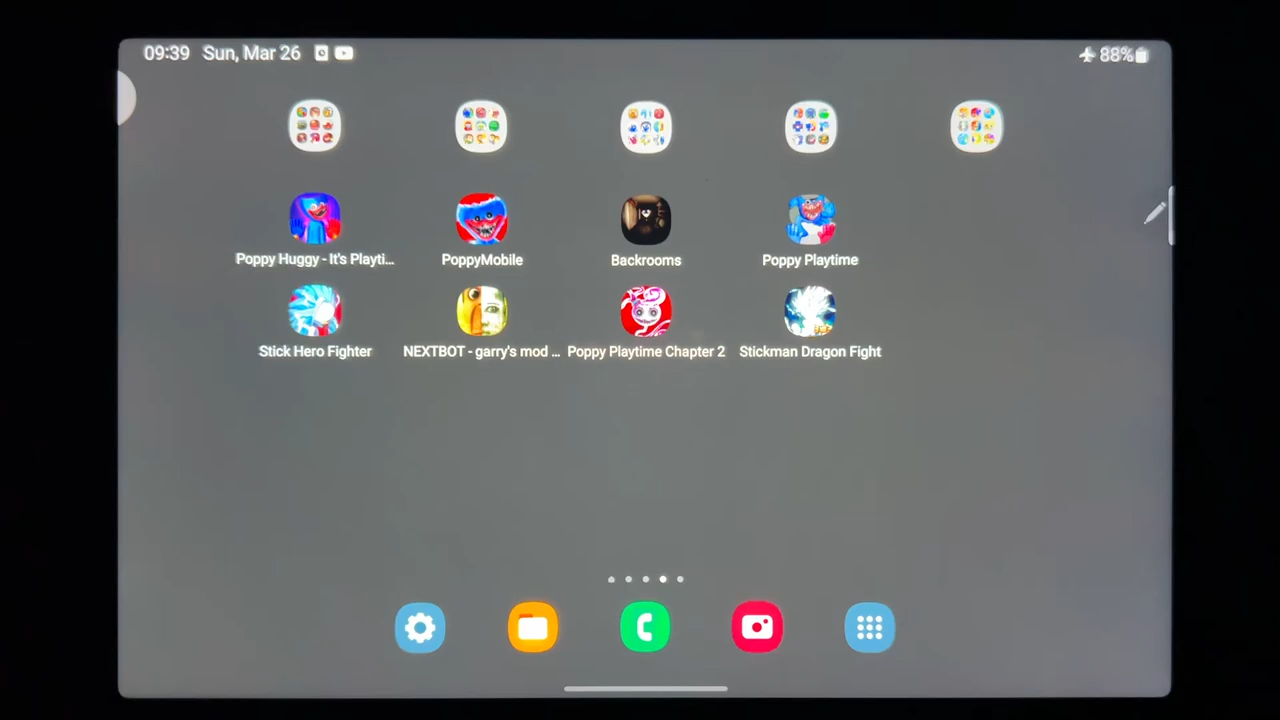 09:39 Sun, Mar 26 88%
Poppy Huggy - It's Playti... PoppyMobile Backrooms Poppy Playtime
Stick Hero Fighter NEXTBOT - garry's mod ... Poppy Playtime Chapter 2 Stickman Dragon Fight